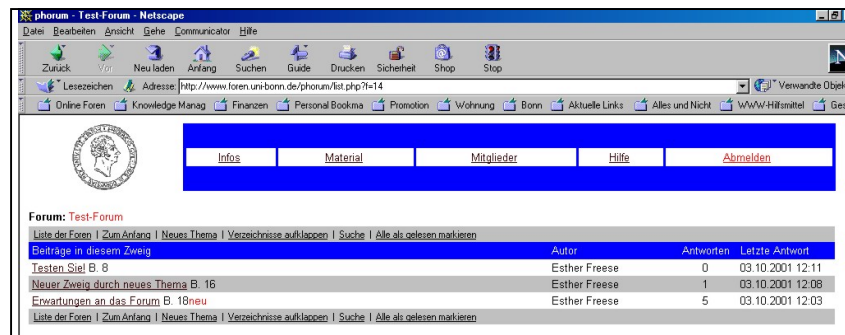 phorum - Test-Forum - Netscape
Datei Bearbeiten Ansicht Gehe Communicator Hilfe
Zurück Vor Neu laden Anfang Suchen Guide Drucken Sicherheit Shop Stop
Lesezeichen Adresse: http://www.foren.uni-bonn.de/phorum/list.php?f=14 Verwandte Objek
Online Foren Knowledge Manag Finanzen Personal Bookma Promotion Wohnung Bonn Aktuelle Links Alles und Nicht WWW-Hilfsmittel Ges
Infos Material Mitglieder Hilfe Abmelden
Forum: Test-Forum
Liste der Foren | Zum Anfang | Neues Thema | Verzeichnisse aufklappen | Suche | Alle als gelesen markieren
Beiträge in diesem Zweig Autor Antworten Letzte Antwort
Testen Sie! B. 8 Esther Freese 0 03.10.2001 12:11
Neuer Zweig durch neues Thema B. 16 Esther Freese 1 03.10.2001 12:08
Erwartungen an das Forum B. 18neu Esther Freese 5 03.10.2001 12:03
Liste der Foren | Zum Anfang | Neues Thema | Verzeichnisse aufklappen | Suche | Alle als gelesen markieren